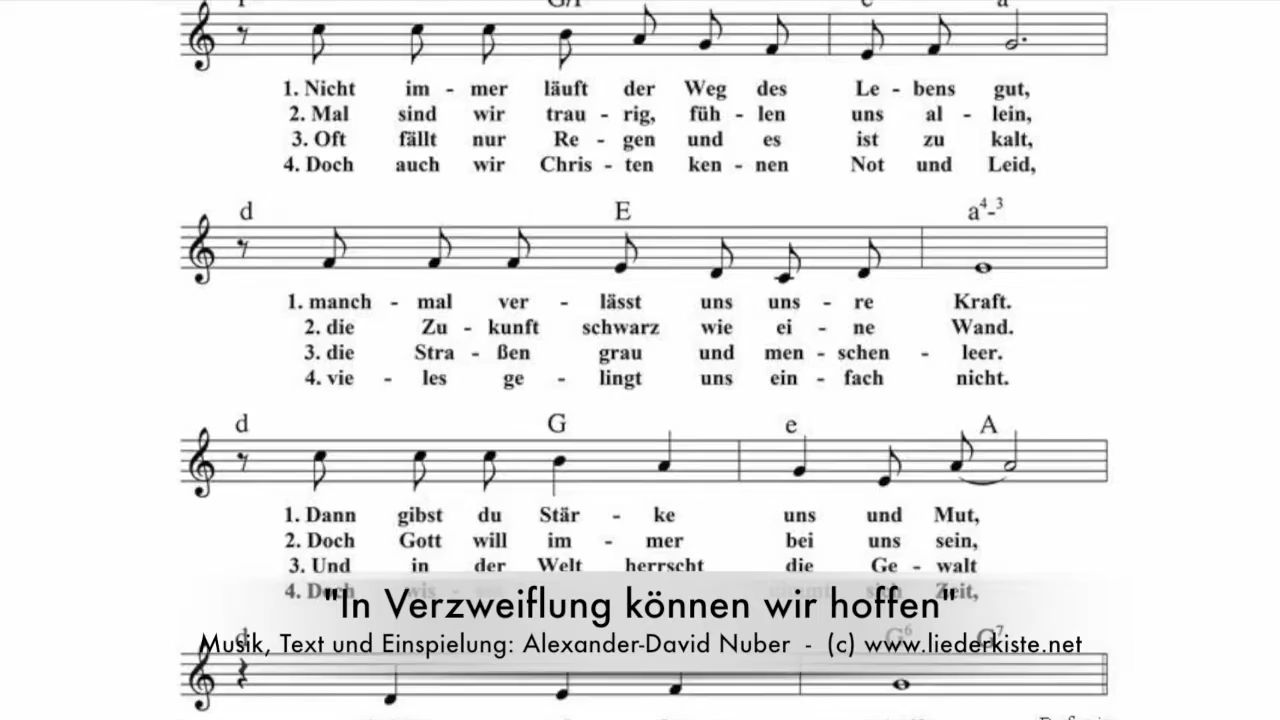 e a
1. Nicht im - mer läuft der Weg des Le - bens gut,
2. Mal sind wir trau - rig, füh - len uns al - lein,
3. Oft fällt nur Re - gen und es ist zu kalt,
4. Doch auch wir Chris - ten ken - nen Not und Leid,
d E a4-3
1. manch - mal ver - lässt uns uns - re Kraft.
2. die Zu - kunft schwarz wie ei - ne Wand.
3. die Stra - ßen grau und men - schen - leer.
4. vie - les ge - lingt uns ein - fach nicht.
d G e A
1. Dann gibst du Stär - ke uns und Mut,
2. Doch Gott will im - mer bei uns sein,
3. Und in der Welt herrscht die Ge - walt
4. Doch sich Zeit,
"In Verzweiflung können wir hoffen"
d G6 G7
Musik, Text und Einspielung: Alexander-David Nuber - (c) www.liederkiste.net